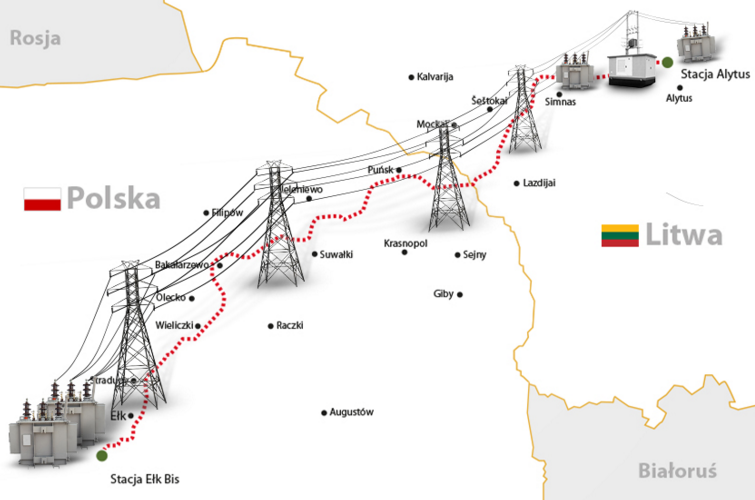 Rosja
Kalvarija
Stacja Alytus
Šeštokai
Simnas
Alytus
Mockai
Puńsk
Lazdijai
Polska
Jeleniewo
Filipów
Litwa
Krasnopol
Suwałki
Sejny
Bakałarzewo
Olecko
Giby
Wieliczki
Raczki
Straduny
Ełk
Augustów
Białoruś
Stacja Ełk Bis